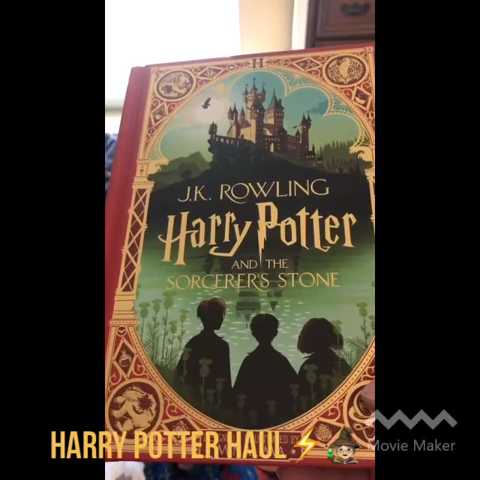 J.K. ROWLING
Harry Potter
AND THE
SORCERER'S STONE
HARRY POTTER HAUL⚡
Movie Maker